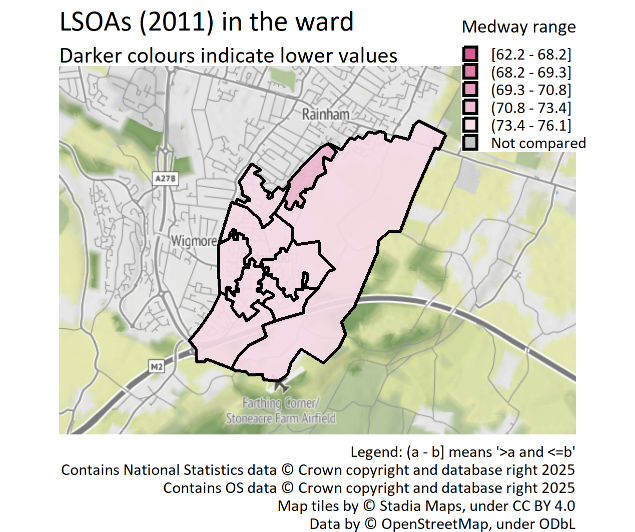 LSOAs (2011) in the ward
Darker colours indicate lower values
Medway range
[62.2 - 68.2]
(68.2 - 69.3]
(69.3 - 70.8]
(70.8 - 73.4]
(73.4 - 76.1]
Not compared
Rainham
A278
Wigmore
M2
Farthing Corner/
Stoneacre Farm Airfield
Legend: (a - b] means '>a and <=b'
Contains National Statistics data © Crown copyright and database right 2025
Contains OS data © Crown copyright and database right 2025
Map tiles by © Stadia Maps, under CC BY 4.0
Data by © OpenStreetMap, under ODbL